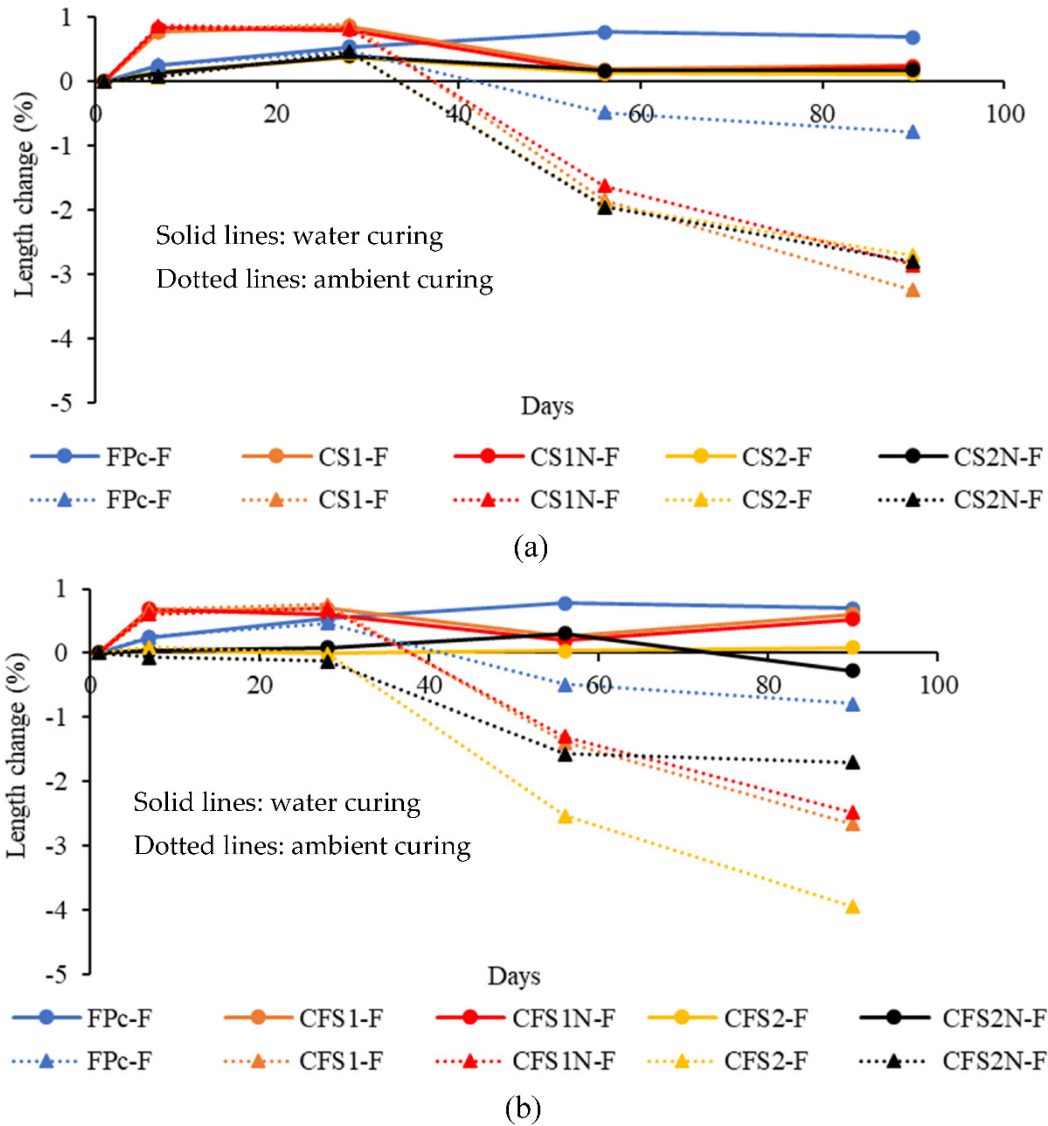 1
0
0 20 40 60 80 100
-1
-2
-3
-4
-5
Length change (%)
Solid lines: water curing
Dotted lines: ambient curing
Days
FPc-F CS1-F CS1N-F CS2-F CS2N-F
FPc-F CS1-F CS1N-F CS2-F CS2N-F
(a)
1
0
0 20 40 60 80 100
-1
-2
-3
-4
-5
Length change (%)
Solid lines: water curing
Dotted lines: ambient curing
Days
FPc-F CFS1-F CFS1N-F CFS2-F CFS2N-F
FPc-F CFS1-F CFS1N-F CFS2-F CFS2N-F
(b)